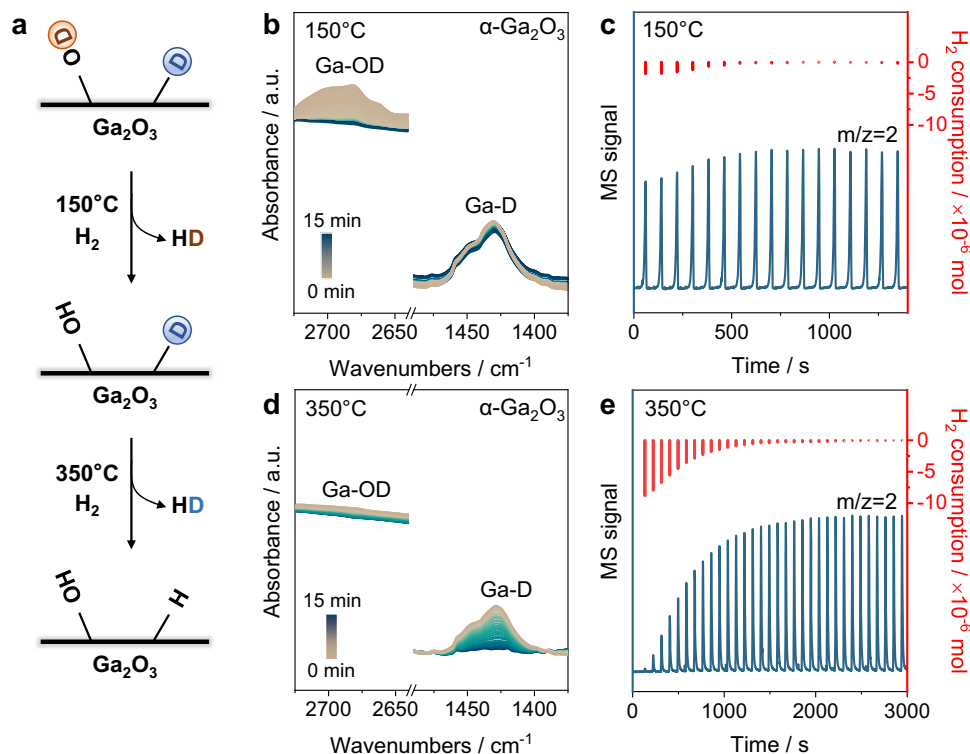 a
D
O
D
Ga₂O₃
150°C
H₂
HD
HO
D
Ga₂O₃
350°C
H₂
HD
HO
H
Ga₂O₃
b
150°C
α-Ga₂O₃
Ga-OD
Ga-D
15 min
0 min
Absorbance / a.u.
2700
2650
1450
1400
Wavenumbers / cm⁻¹
c
150°C
m/z=2
MS signal
0
-5
-10
H₂ consumption / ×10⁻⁶ mol
0
500
1000
Time / s
d
350°C
α-Ga₂O₃
Ga-OD
Ga-D
15 min
0 min
Absorbance / a.u.
2700
2650
1450
1400
Wavenumbers / cm⁻¹
e
350°C
m/z=2
MS signal
0
-5
-10
H₂ consumption / ×10⁻⁶ mol
0
1000
2000
3000
Time / s